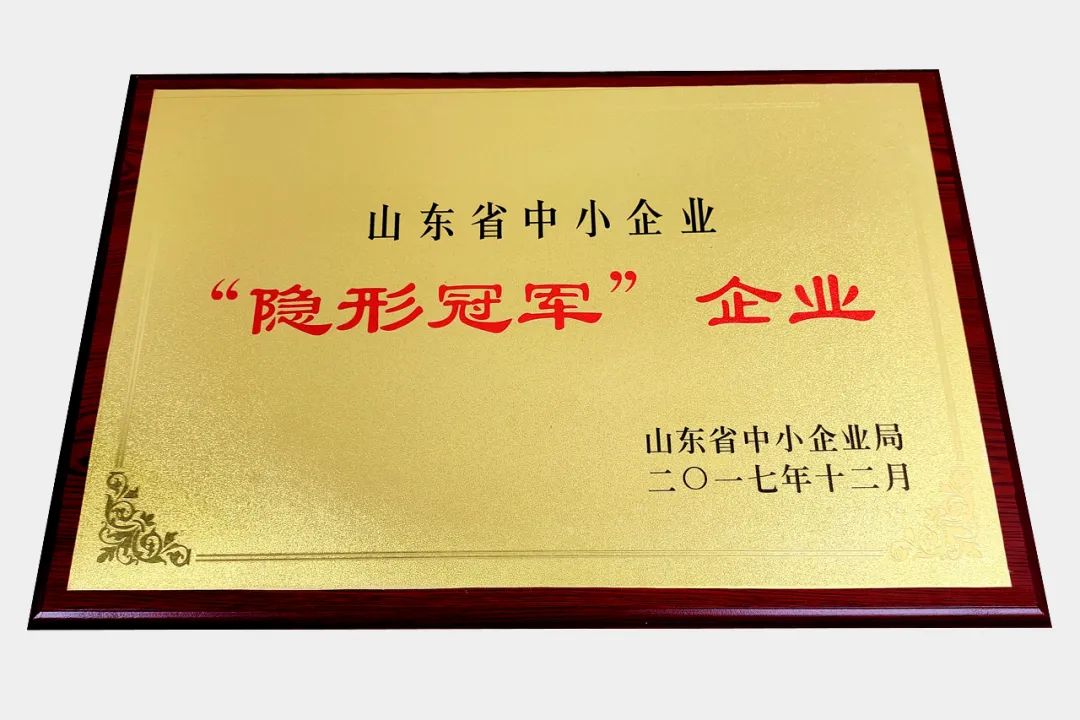 山东省中小企业
“隐形冠军”企业
山东省中小企业局
二〇一七年十二月